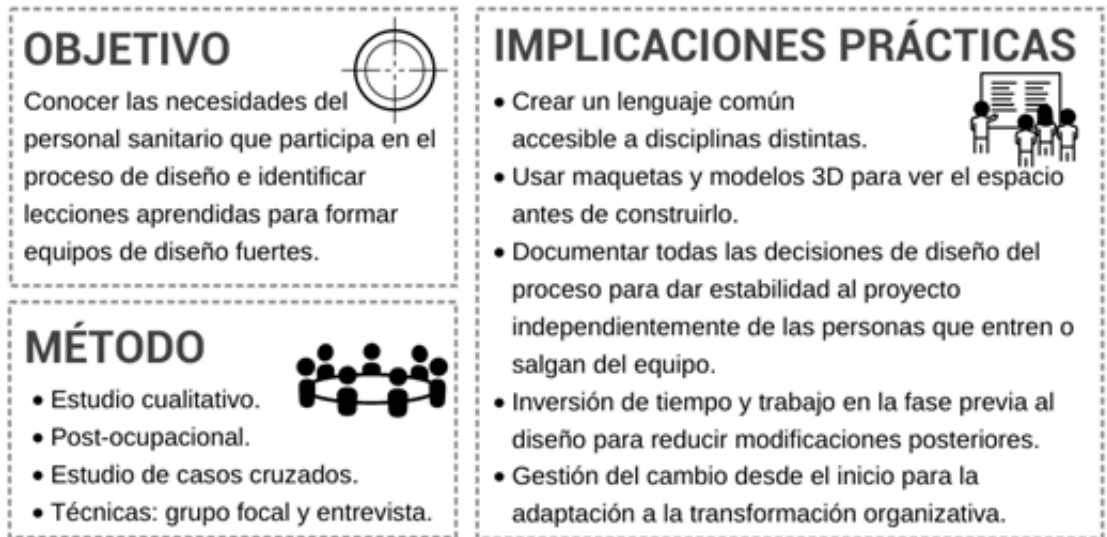 OBJETIVO
Conocer las necesidades del
personal sanitario que participa en el
proceso de diseño e identificar
lecciones aprendidas para formar
equipos de diseño fuertes.
MÉTODO
• Estudio cualitativo.
• Post-ocupacional.
• Estudio de casos cruzados.
• Técnicas: grupo focal y entrevista.
IMPLICACIONES PRÁCTICAS
• Crear un lenguaje común
accesible a disciplinas distintas.
• Usar maquetas y modelos 3D para ver el espacio
antes de construirlo.
• Documentar todas las decisiones de diseño del
proceso para dar estabilidad al proyecto
independientemente de las personas que entren o
salgan del equipo.
• Inversión de tiempo y trabajo en la fase previa al
diseño para reducir modificaciones posteriores.
• Gestión del cambio desde el inicio para la
adaptación a la transformación organizativa.